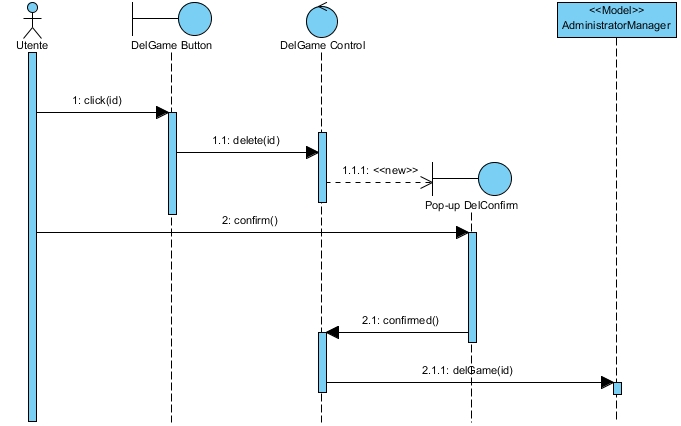 <<Model>>
AdministratorManager
Utente
DelGame Button
DelGame Control
1: click(id)
1.1: delete(id)
1.1.1: <<new>>
Pop-up DelConfirm
2: confirm()
2.1: confirmed()
2.1.1: delGame(id)